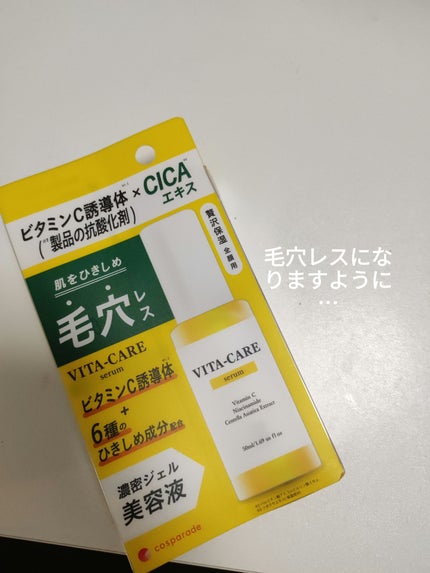 ビタミンC誘導体
(※1製品の抗酸化剤)
×
CICA
エキス
贅沢保湿 全顔用
肌をひきしめ
毛穴レス
VITA-CARE
serum
ビタミンC誘導体
+
6種の
ひきしめ成分配合
濃密ジェル
美容液
cosparade
VITA-CARE
serum
Vitamin C
Niacinamide
Centella Asiatica Extract
50ml/1.69 us fl oz
毛穴レスにな
りますように
...